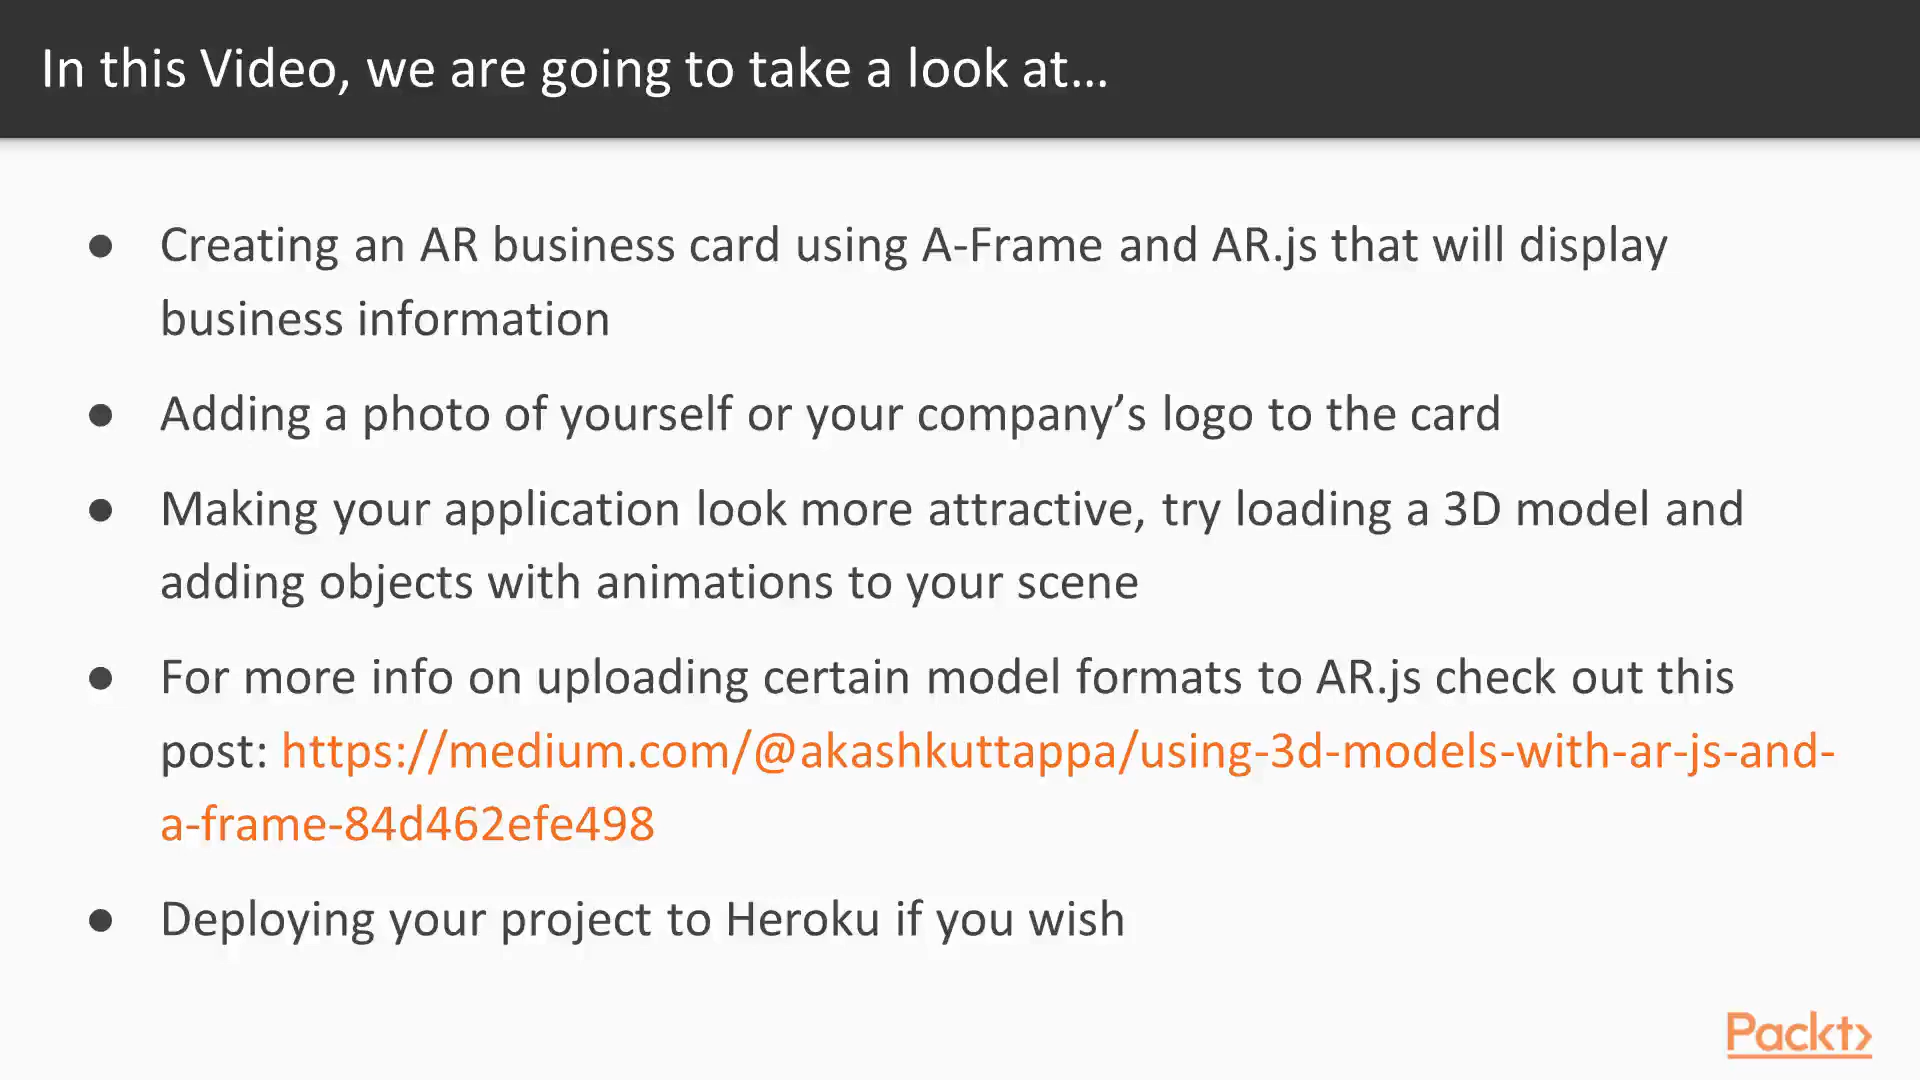 In this Video, we are going to take a look at...
● Creating an AR business card using A-Frame and AR.js that will display
business information
● Adding a photo of yourself or your company’s logo to the card
● Making your application look more attractive, try loading a 3D model and
adding objects with animations to your scene
● For more info on uploading certain model formats to AR.js check out this
post: https://medium.com/@akashkuttappa/using-3d-models-with-ar-js-and-
a-frame-84d462efe498
● Deploying your project to Heroku if you wish
Packt>